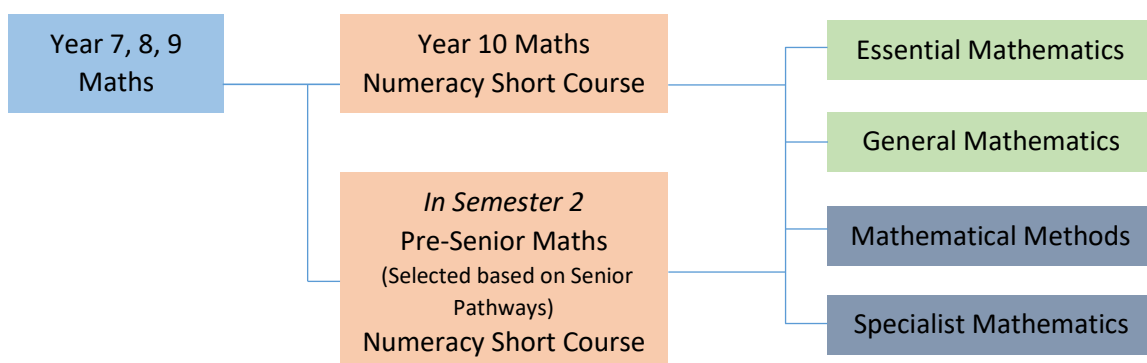 Year 7, 8, 9
Maths
Year 10 Maths
Numeracy Short Course
In Semester 2
Pre-Senior Maths
(Selected based on Senior
Pathways)
Numeracy Short Course
Essential Mathematics
General Mathematics
Mathematical Methods
Specialist Mathematics